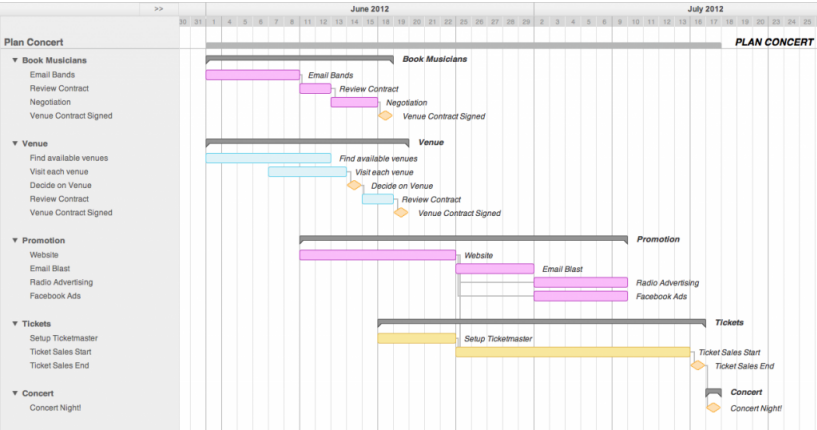 >> June 2012 July 2012
30 31 1 4 5 6 7 8 11 12 13 14 15 18 19 20 21 22 25 26 27 28 29 2 3 4 5 6 9 10 11 12 13 16 17 18 19 20 23 24 25
Plan Concert PLAN CONCERT
Book Musicians Book Musicians
Email Bands Email Bands
Review Contract Review Contract
Negotiation Negotiation
Venue Contract Signed Venue Contract Signed
Venue Venue
Find available venues Find available venues
Visit each venue Visit each venue
Decide on Venue Decide on Venue
Review Contract Review Contract
Venue Contract Signed Venue Contract Signed
Promotion Promotion
Website Website
Email Blast Email Blast
Radio Advertising Radio Advertising
Facebook Ads Facebook Ads
Tickets Tickets
Setup Ticketmaster Setup Ticketmaster
Ticket Sales Start Ticket Sales Start
Ticket Sales End Ticket Sales End
Concert Concert
Concert Night! Concert Night!